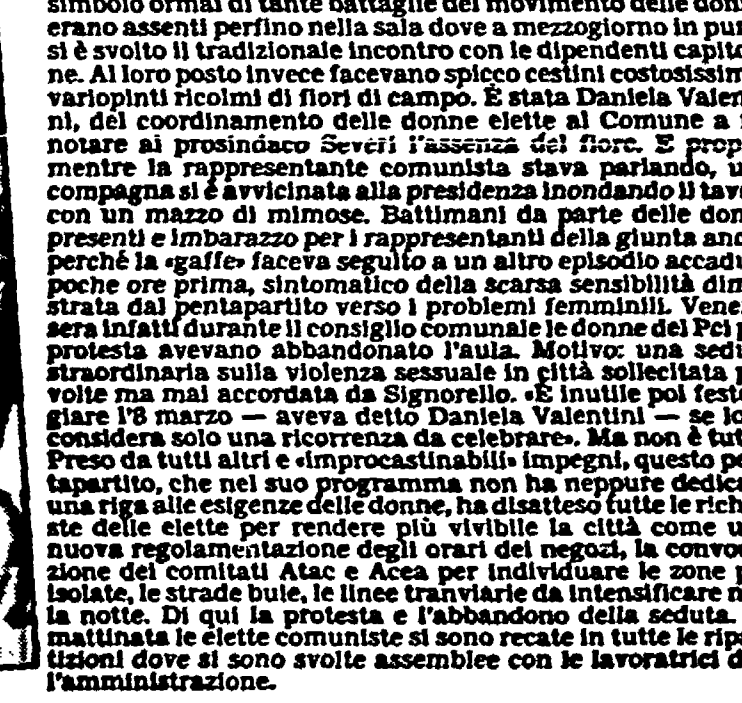 simbolo ormai di tante battaglie del movimento delle donn
erano assenti perfino nella sala dove a mezzogiorno in pun
si è svolto il tradizionale incontro con le dipendenti capito
ne. Al loro posto invece facevano spicco cestini costosissim
variopinti ricolmi di fiori di campo. È stata Daniela Valen
ni, del coordinamento delle donne elette al Comune a
notare al prosindaco Severi l'assenza del fiore. E prop
mentre la rappresentante comunista stava parlando, u
compagna si è avvicinata alla presidenza inondando il tav
con un mazzo di mimose. Battimani da parte delle don
presenti e imbarazzo per i rappresentanti della giunta anc
perché la «gaffe» faceva seguito a un altro episodio accadu
poche ore prima, sintomatico della scarsa sensibilità dim
strata dal pentapartito verso i problemi femminili. Vene
sera infatti durante il consiglio comunale le donne del Pci p
protesta avevano abbandonato l'aula. Motivo: una sedu
straordinaria sulla violenza sessuale in città sollecitata p
volte ma mai accordata da Signorello. «È inutile poi feste
giare l'8 marzo — aveva detto Daniela Valentini — se lo
considera solo una ricorrenza da celebrare». Ma non è tut
Preso da tutti altri e «improcastinabili» impegni, questo pe
tapartito, che nel suo programma non ha neppure dedica
una riga alle esigenze delle donne, ha disatteso tutte le rich
ste delle elette per rendere più vivibile la città come u
nuova regolamentazione degli orari dei negozi, la convoc
zione dei comitati Atac e Acea per individuare le zone p
isolate, le strade buie, le linee tranviarie da intensificare n
la notte. Di qui la protesta e l'abbandono della seduta.
mattinata le elette comuniste si sono recate in tutte le ripa
tizioni dove si sono svolte assemblee con le lavoratrici d
l'amministrazione.